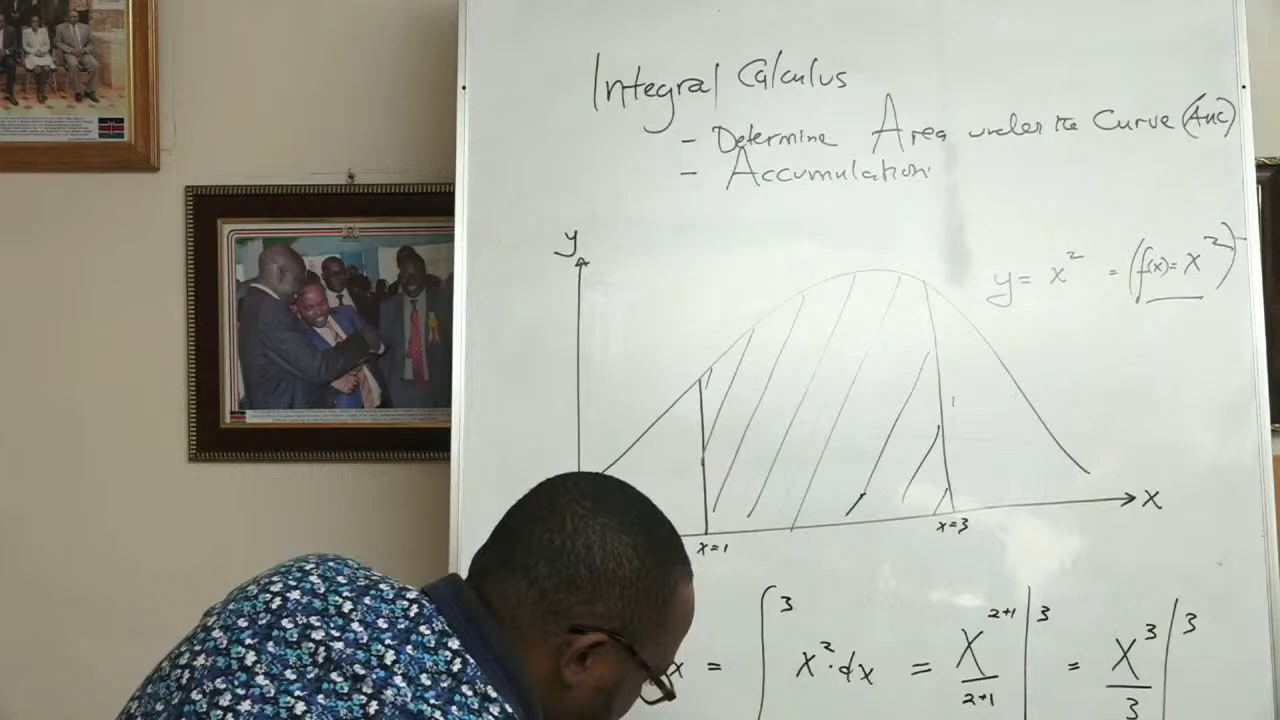 Integral Calculus
- Determine Area under the Curve (AUC)
- Accumulation
y
y = x² = (f(x) = x²)
x
x=1
x=3
x = ∫³ x²·dx = x²⁺¹/2+1 |³ = x³/3 |³